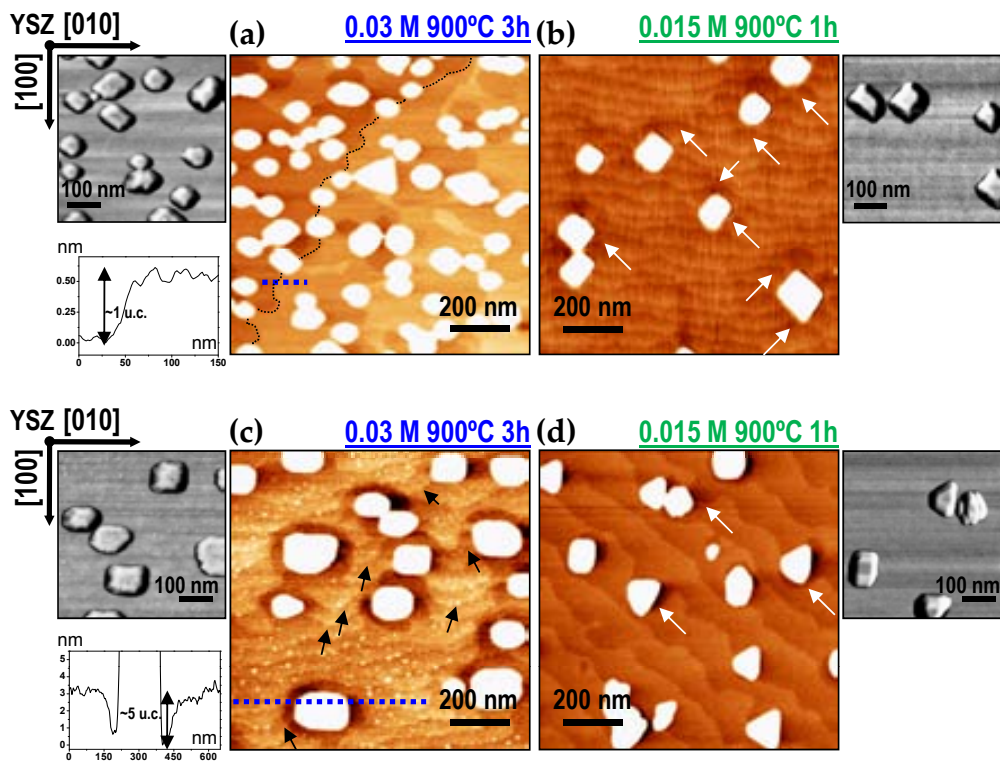 YSZ [010]
[100]
(a)
0.03 M 900ºC 3h
(b)
0.015 M 900ºC 1h
100 nm
200 nm
200 nm
100 nm
nm
0.50
0.25
0.00
~1 u.c.
nm
0
50
100
150
YSZ [010]
[100]
(c)
0.03 M 900ºC 3h
(d)
0.015 M 900ºC 1h
100 nm
200 nm
200 nm
100 nm
nm
5
4
3
2
1
0
~5 u.c.
nm
0
150
300
450
600